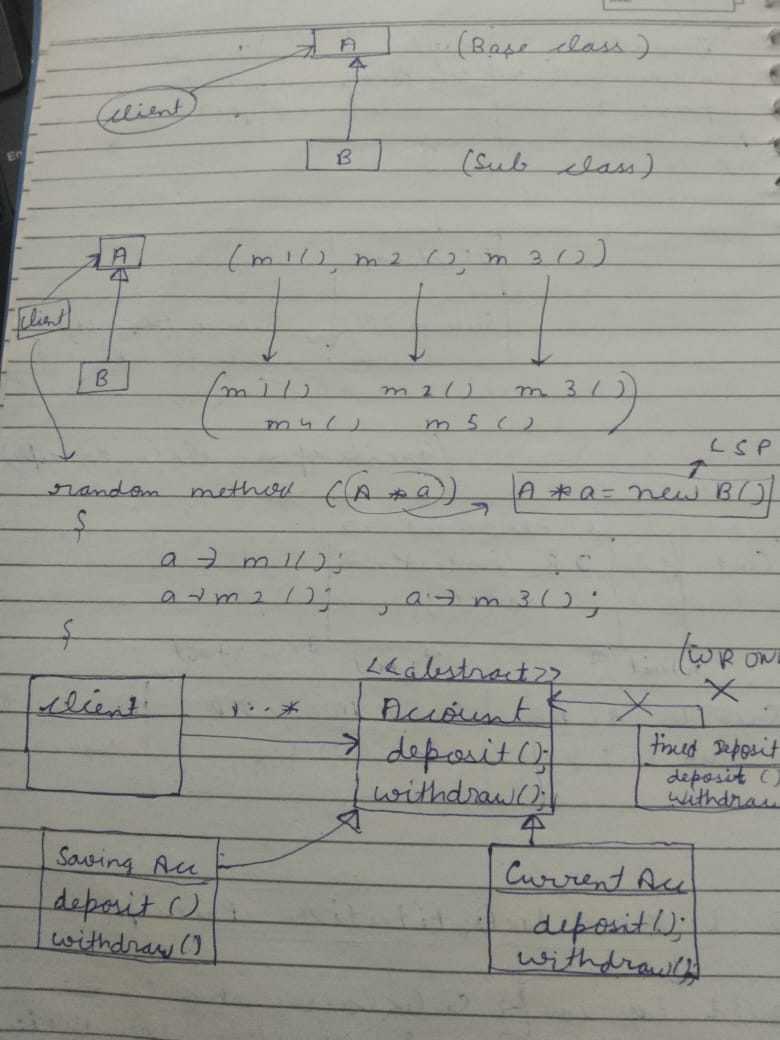 A (Base class)
client
B (Sub class)
A (m1(), m2(), m3())
client
B (m1() m2() m3()
m4() m5())
LSP
random method (A * a) A * a = new B()
{
a → m1();
a → m2(); , a → m3();
}
<<abstract>> (WRON
client 1..* Account
deposit();
withdraw();
Fixed Deposit
deposit ()
withdraw
Saving Acc
deposit ()
withdraw()
Current Acc
deposit();
withdraw();